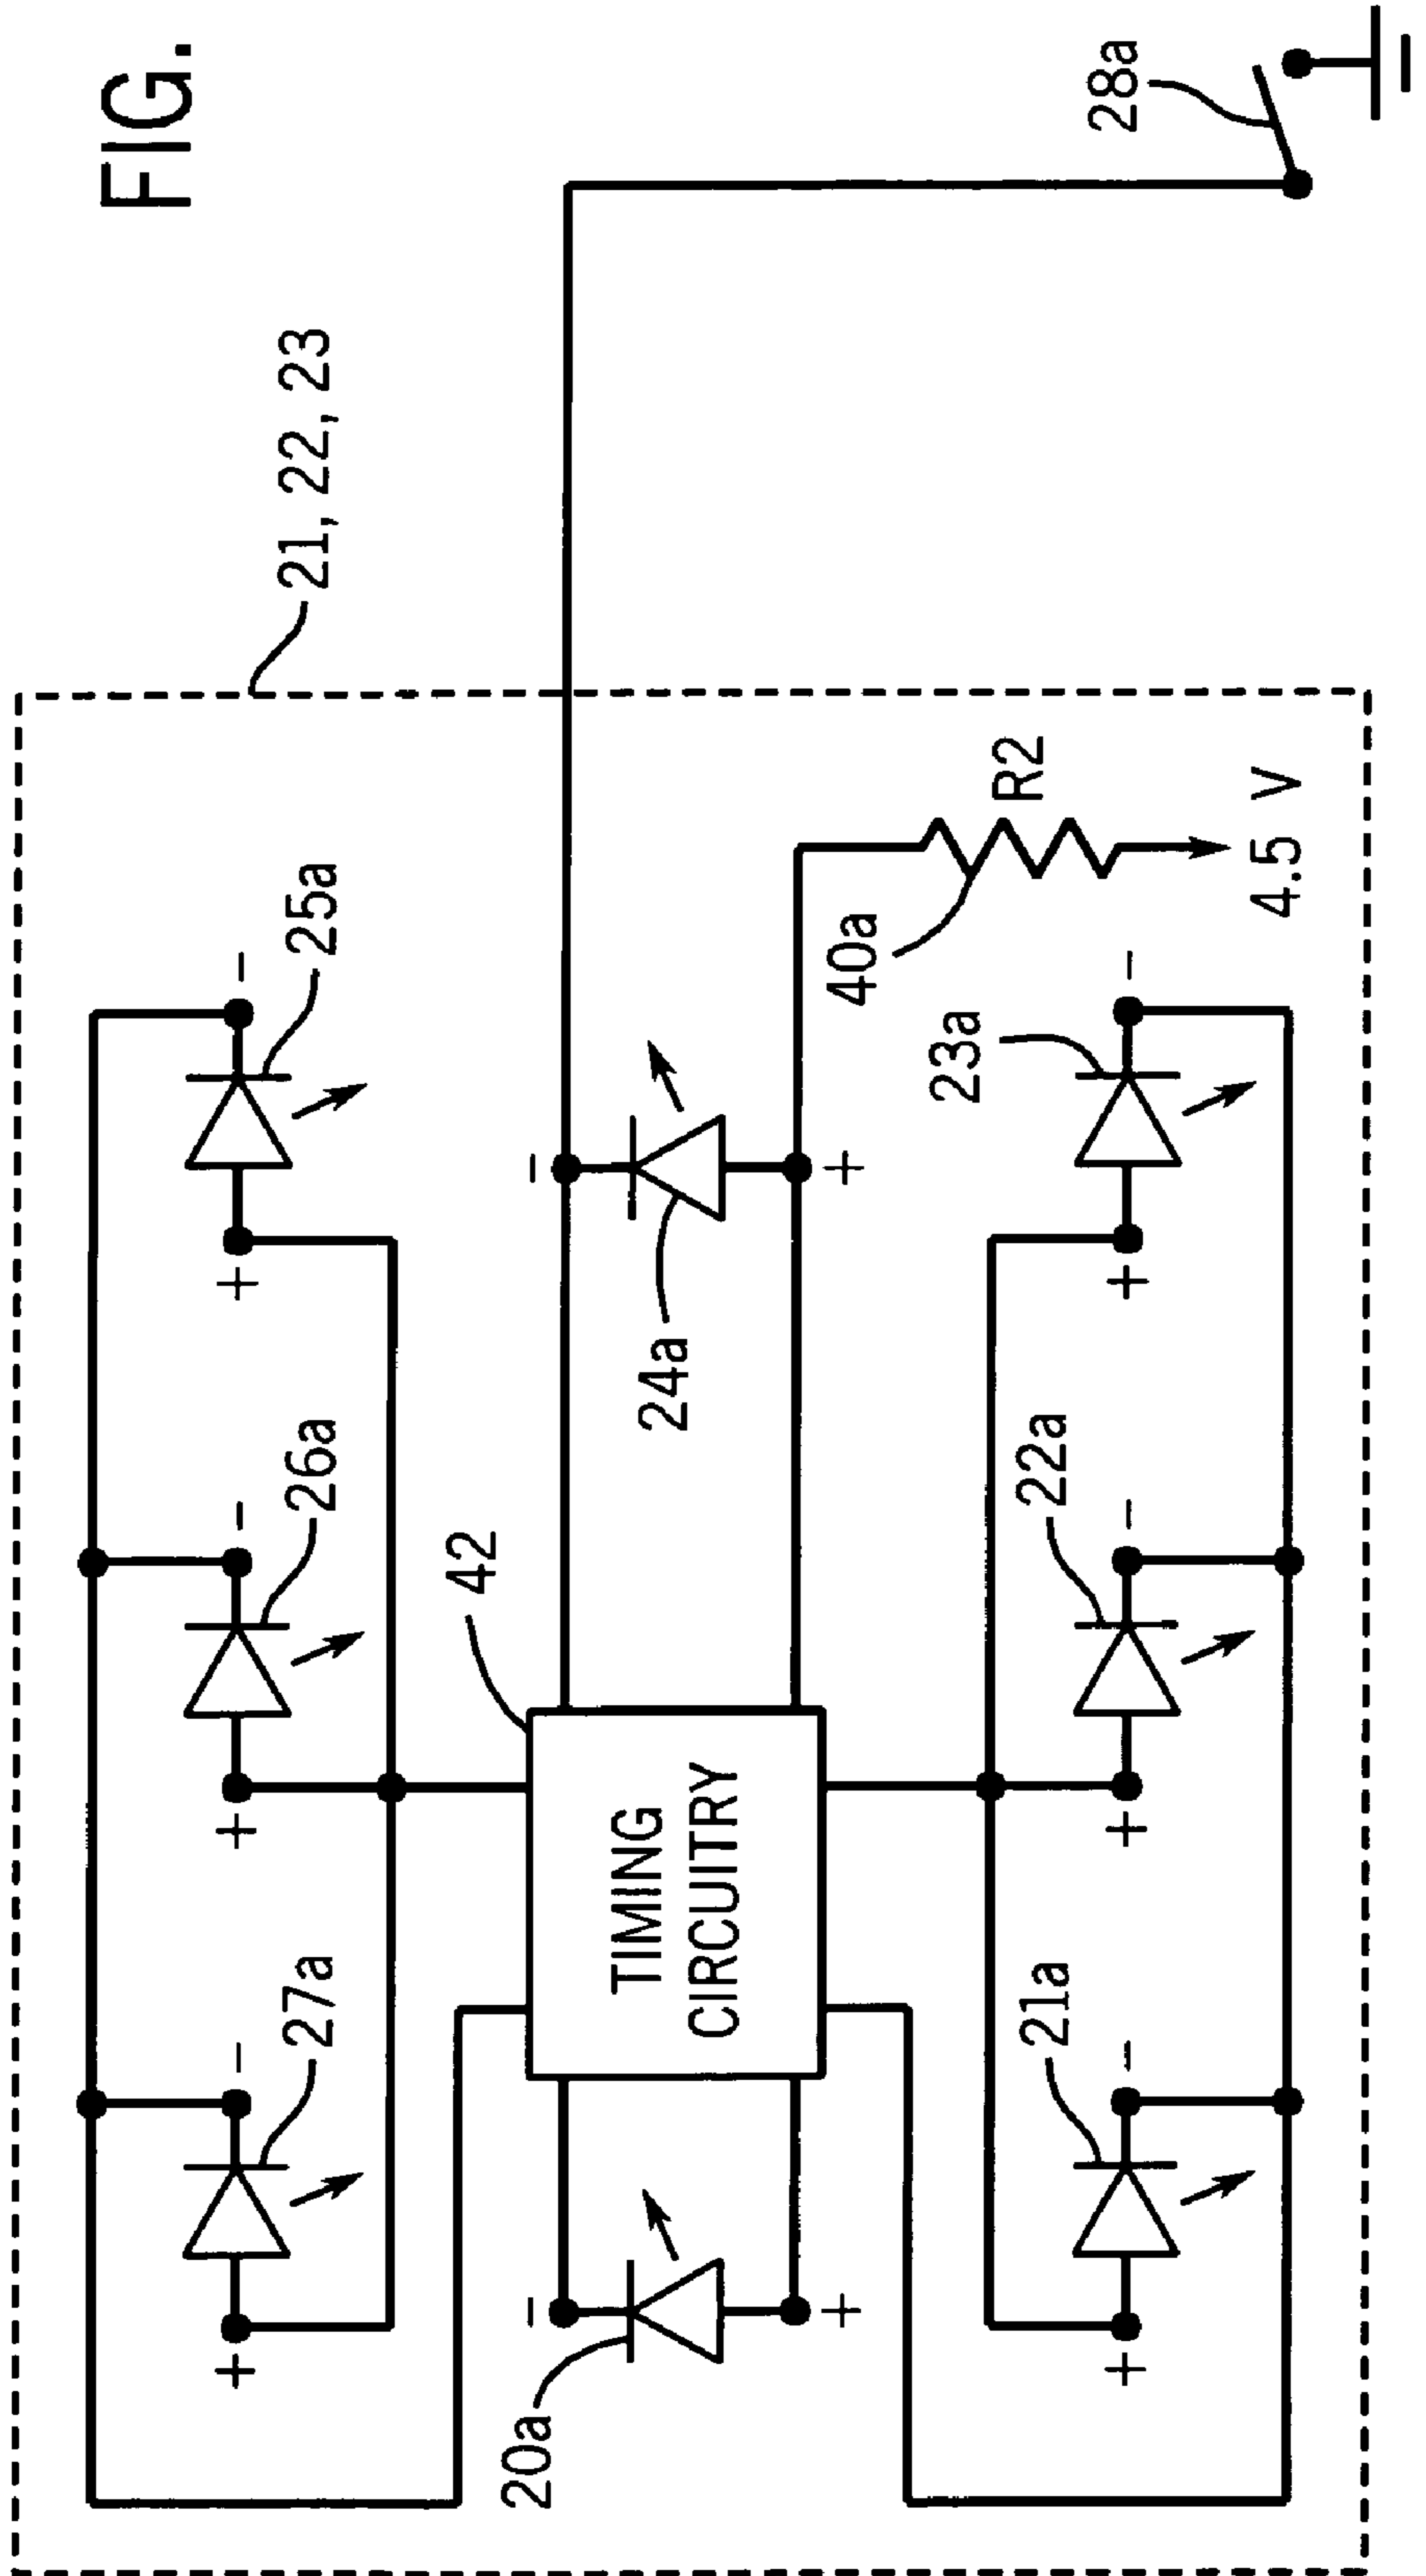 FIG.
21, 22, 23
27a
-
+
26a
-
+
25a
-
+
42
28a
20a
-
+
TIMING
CIRCUITRY
24a
-
+
40a
R2
4.5 V
21a
-
+
22a
-
+
23a
-
+